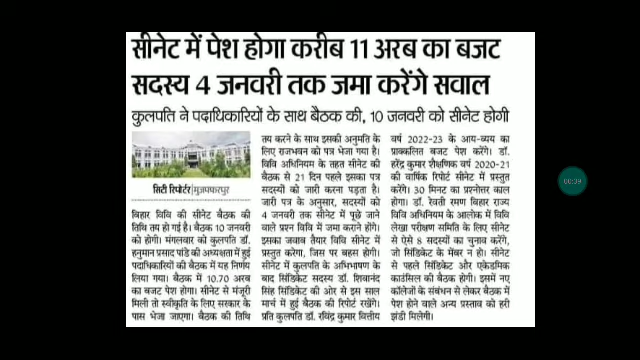 सीनेट में पेश होगा करीब 11 अरब का बजट
सदस्य 4 जनवरी तक जमा करेंगे सवाल
कुलपति ने पदाधिकारियों के साथ बैठक की, 10 जनवरी को सीनेट होगी
सिटी रिपोर्टर|मुजफ्फरपुर
बिहार विवि की सीनेट बैठक की
तिथि तय हो गई है। बैठक 10 जनवरी
को होगी। मंगलवार को कुलपति डॉ.
हनुमान प्रसाद पांडे की अध्यक्षता में हुई
पदाधिकारियों की बैठक में यह निर्णय
लिया गया। बैठक में 10.70 अरब
का बजट पेश होगा। सिनेट से मंजूरी
मिली तो स्वीकृति के लिए सरकार के
पास भेजा जाएगा। बैठक की तिथि
तय करने के साथ इसकी अनुमति के
लिए राजभवन को पत्र भेजा गया है।
विवि अधिनियम के तहत सीनेट की
बैठक से 21 दिन पहले इसका पत्र
सदस्यों को जारी करना पड़ता है।
जारी पत्र के अनुसार, सदस्यों को
4 जनवरी तक सीनेट में पूछे जाने
वाले प्रश्न विवि में जमा कराने होंगे।
इसका जवाब तैयार विवि सीनेट में
प्रस्तुत करेगा, जिस पर बहस होगी।
सीनेट में कुलपति के अभिभाषण के
बाद सिंडिकेट सदस्य डॉ. शिवानंद
सिंह सिंडिकेट की ओर से इस साल
मार्च में हुई बैठक की रिपोर्ट रखेंगे।
प्रति कुलपति डॉ. रविंद्र कुमार वित्तीय
वर्ष 2022-23 के आय-व्यय का
प्राक्कलित बजट पेश करेंगे। डॉ.
हरेंद्र कुमार शैक्षणिक वर्ष 2020-21
की वार्षिक रिपोर्ट सीनेट में प्रस्तुत
करेंगे। 30 मिनट का प्रश्नोत्तर काल
होगा। डॉ. रेवती रमण बिहार राज्य
विवि अधिनियम के आलोक में विवि
लेखा परीक्षण समिति के लिए सीनेट
से ऐसे 8 सदस्यों का चुनाव करेंगे,
जो सिंडिकेट के मेंबर न हो। सीनेट
से पहले सिंडिकेट और एकेडमिक
काउंसिल की बैठक होगी। इसमें नए
कॉलेजों के संबंधन से लेकर बैठक में
पेश होने वाले अन्य प्रस्ताव को हरी
झंडी मिलेगी।
00:39